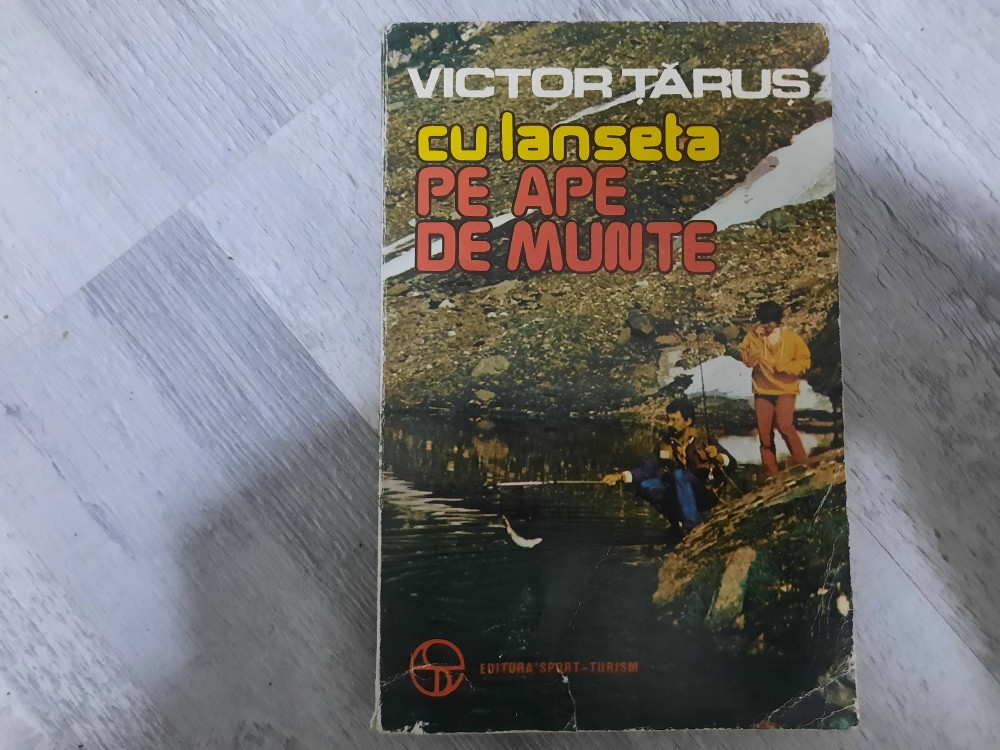 VICTOR ȚĂRUȘ
cu lanseta
PE APE
DE MUNTE
EDITURA SPORT-TURISM